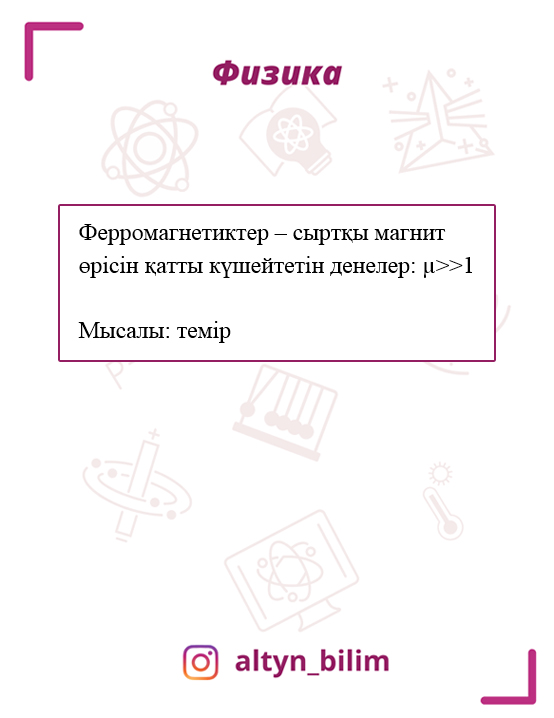 Физика
Ферромагнетиктер – сыртқы магнит
өрісін қатты күшейтетін денелер: μ>>1
Мысалы: темір
altyn_bilim